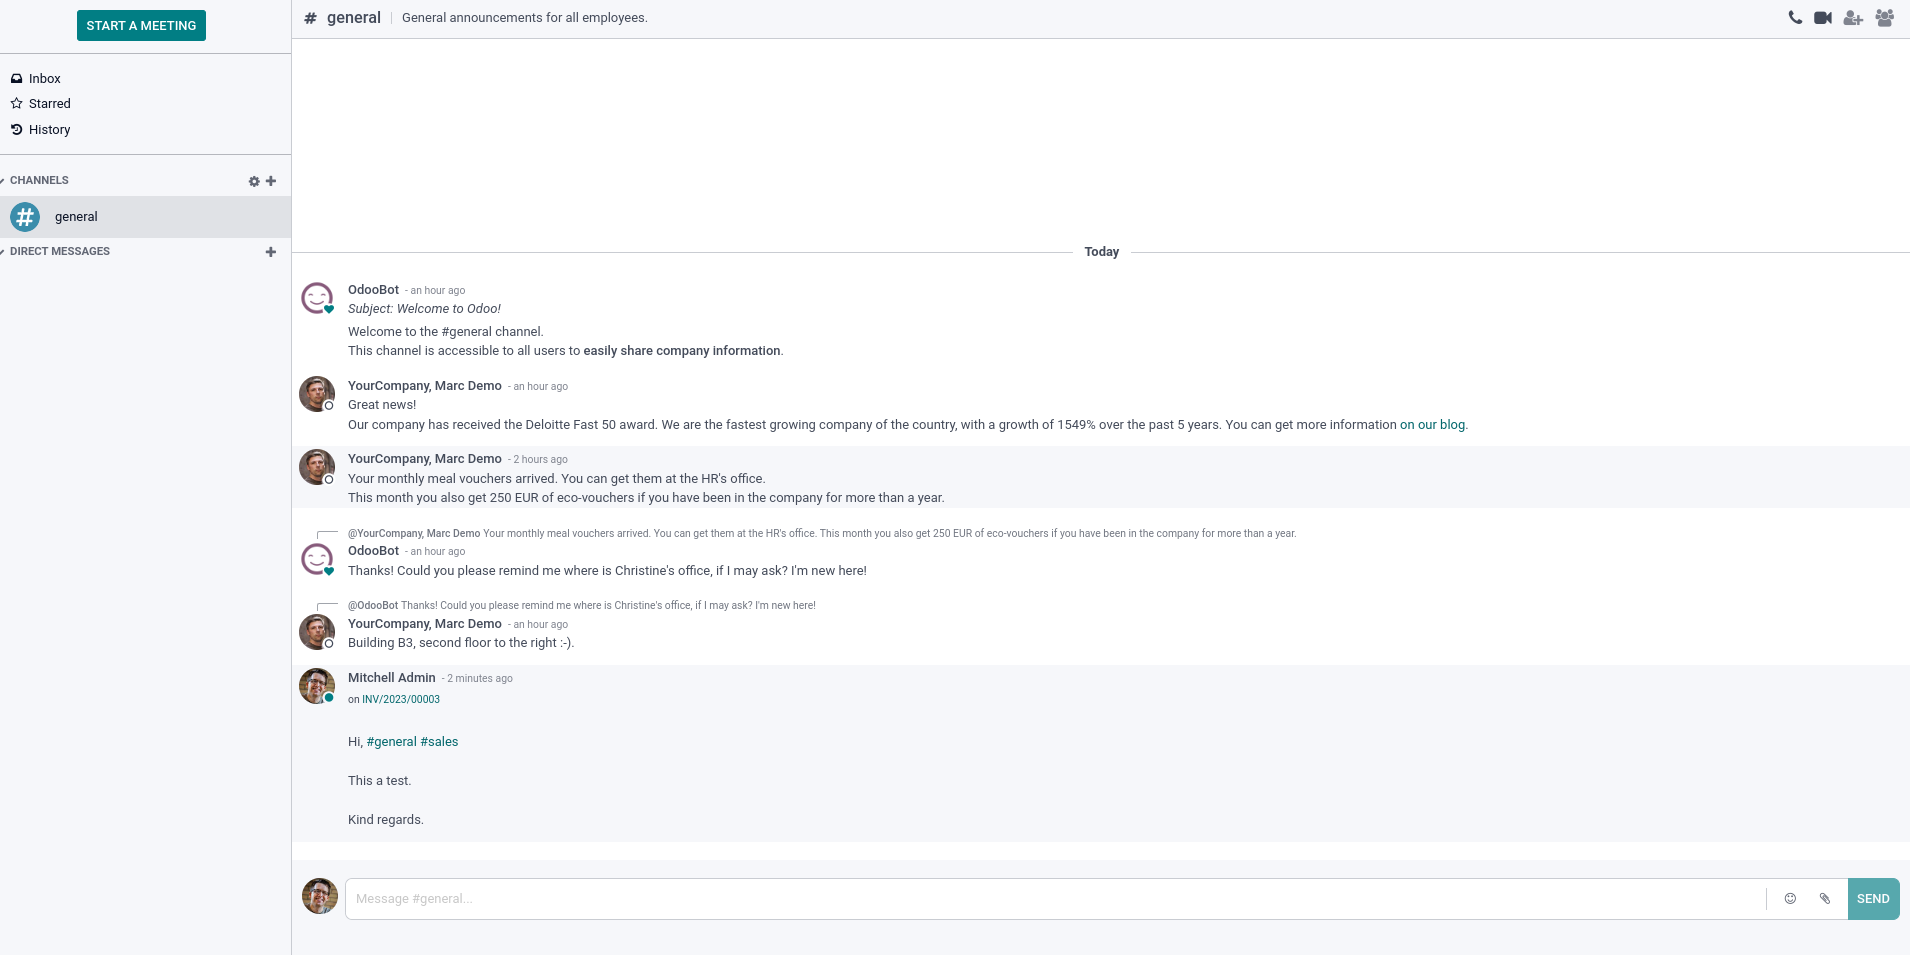 START A MEETING
Inbox
Starred
History
CHANNELS
general
DIRECT MESSAGES
# general
General announcements for all employees.
Today
OdooBot - an hour ago
Subject: Welcome to Odoo!
Welcome to the #general channel.
This channel is accessible to all users to easily share company information.
YourCompany, Marc Demo - an hour ago
Great news!
Our company has received the Deloitte Fast 50 award. We are the fastest growing company of the country, with a growth of 1549% over the past 5 years. You can get more information on our blog.
YourCompany, Marc Demo - 2 hours ago
Your monthly meal vouchers arrived. You can get them at the HR's office.
This month you also get 250 EUR of eco-vouchers if you have been in the company for more than a year.
@YourCompany, Marc Demo Your monthly meal vouchers arrived. You can get them at the HR's office. This month you also get 250 EUR of eco-vouchers if you have been in the company for more than a year.
OdooBot - an hour ago
Thanks! Could you please remind me where is Christine's office, if I may ask? I'm new here!
@OdooBot Thanks! Could you please remind me where is Christine's office, if I may ask? I'm new here!
YourCompany, Marc Demo - an hour ago
Building B3, second floor to the right :-).
Mitchell Admin - 2 minutes ago
on INV/2023/00003
Hi, #general #sales
This a test.
Kind regards.
Message #general...
SEND